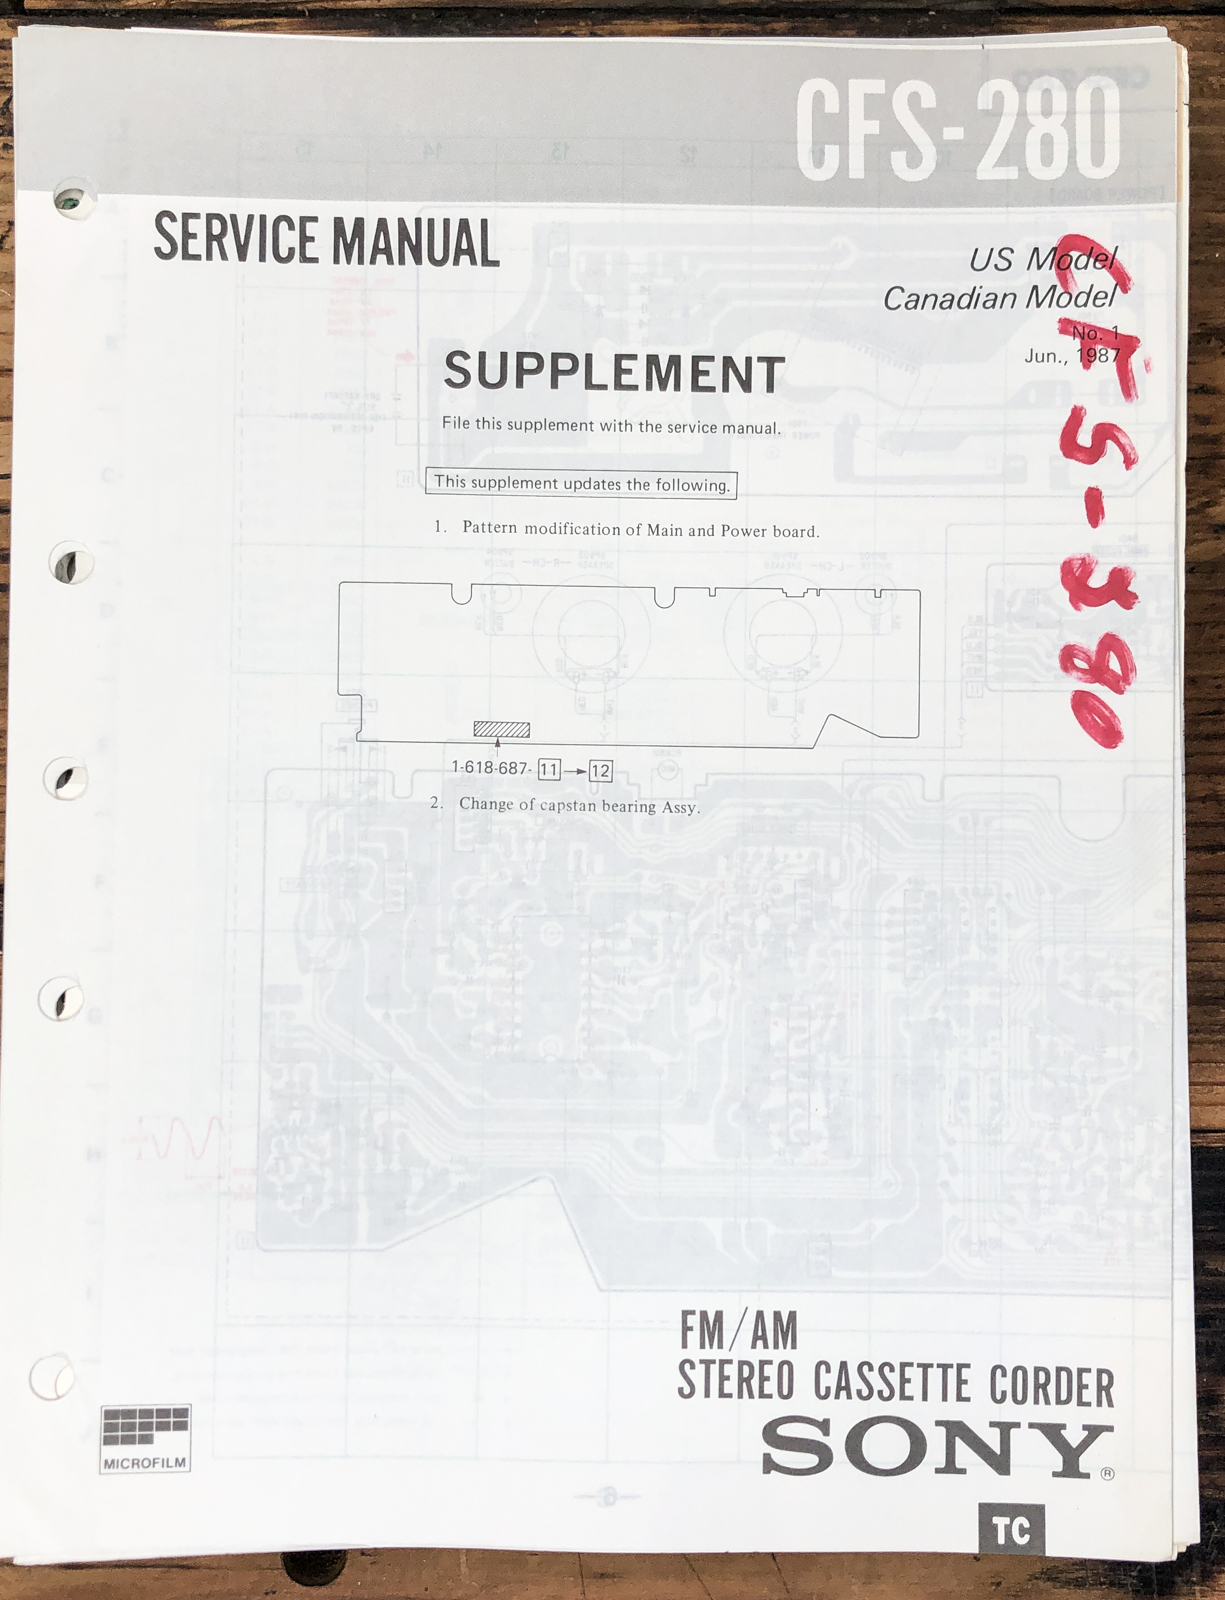 CFS-280
SERVICE MANUAL
US Model
Canadian Model
No. 1
Jun., 1987
CFS-380
SUPPLEMENT
File this supplement with the service manual.
This supplement updates the following.
1. Pattern modification of Main and Power board.
1-618-687- 11 → 12
2. Change of capstan bearing Assy.
FM/AM
STEREO CASSETTE CORDER
SONY®
MICROFILM
TC